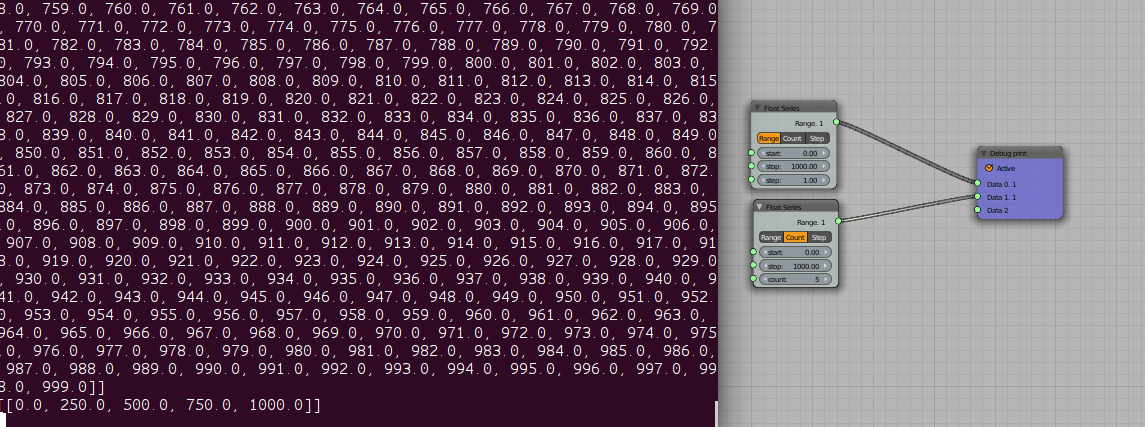 8.0, 759.0, 760.0, 761.0, 762.0, 763.0, 764.0, 765.0, 766.0, 767.0, 768.0, 769.0
, 770.0, 771.0, 772.0, 773.0, 774.0, 775.0, 776.0, 777.0, 778.0, 779.0, 780.0, 7
81.0, 782.0, 783.0, 784.0, 785.0, 786.0, 787.0, 788.0, 789.0, 790.0, 791.0, 792.
, 793.0, 794.0, 795.0, 796.0, 797.0, 798.0, 799.0, 800.0, 801.0, 802.0, 803.0,
804.0, 805.0, 806.0, 807.0, 808.0, 809.0, 810.0, 811.0, 812.0, 813.0, 814.0, 815
.0, 816.0, 817.0, 818.0, 819.0, 820.0, 821.0, 822.0, 823.0, 824.0, 825.0, 826.0,
827.0, 828.0, 829.0, 830.0, 831.0, 832.0, 833.0, 834.0, 835.0, 836.0, 837.0, 83
8.0, 839.0, 840.0, 841.0, 842.0, 843.0, 844.0, 845.0, 846.0, 847.0, 848.0, 849.0
, 850.0, 851.0, 852.0, 853.0, 854.0, 855.0, 856.0, 857.0, 858.0, 859.0, 860.0, 8
61.0, 862.0, 863.0, 864.0, 865.0, 866.0, 867.0, 868.0, 869.0, 870.0, 871.0, 872.
, 873.0, 874.0, 875.0, 876.0, 877.0, 878.0, 879.0, 880.0, 881.0, 882.0, 883.0,
884.0, 885.0, 886.0, 887.0, 888.0, 889.0, 890.0, 891.0, 892.0, 893.0, 894.0, 895
.0, 896.0, 897.0, 898.0, 899.0, 900.0, 901.0, 902.0, 903.0, 904.0, 905.0, 906.0,
907.0, 908.0, 909.0, 910.0, 911.0, 912.0, 913.0, 914.0, 915.0, 916.0, 917.0, 91
8.0, 919.0, 920.0, 921.0, 922.0, 923.0, 924.0, 925.0, 926.0, 927.0, 928.0, 929.0
, 930.0, 931.0, 932.0, 933.0, 934.0, 935.0, 936.0, 937.0, 938.0, 939.0, 940.0, 9
41.0, 942.0, 943.0, 944.0, 945.0, 946.0, 947.0, 948.0, 949.0, 950.0, 951.0, 952.
, 953.0, 954.0, 955.0, 956.0, 957.0, 958.0, 959.0, 960.0, 961.0, 962.0, 963.0,
964.0, 965.0, 966.0, 967.0, 968.0, 969.0, 970.0, 971.0, 972.0, 973.0, 974.0, 975
.0, 976.0, 977.0, 978.0, 979.0, 980.0, 981.0, 982.0, 983.0, 984.0, 985.0, 986.0,
987.0, 988.0, 989.0, 990.0, 991.0, 992.0, 993.0, 994.0, 995.0, 996.0, 997.0, 99
8.0, 999.0]]
[[0.0, 250.0, 500.0, 750.0, 1000.0]]
Float Series
Range. 1
Range Count Step
start: 0.00
stop: 1000.00
step: 1.00
Float Series
Range. 1
Range Count Step
start: 0.00
stop: 1000.00
count: 5
Debug print
Active
Data 0. 1
Data 1. 1
Data 2